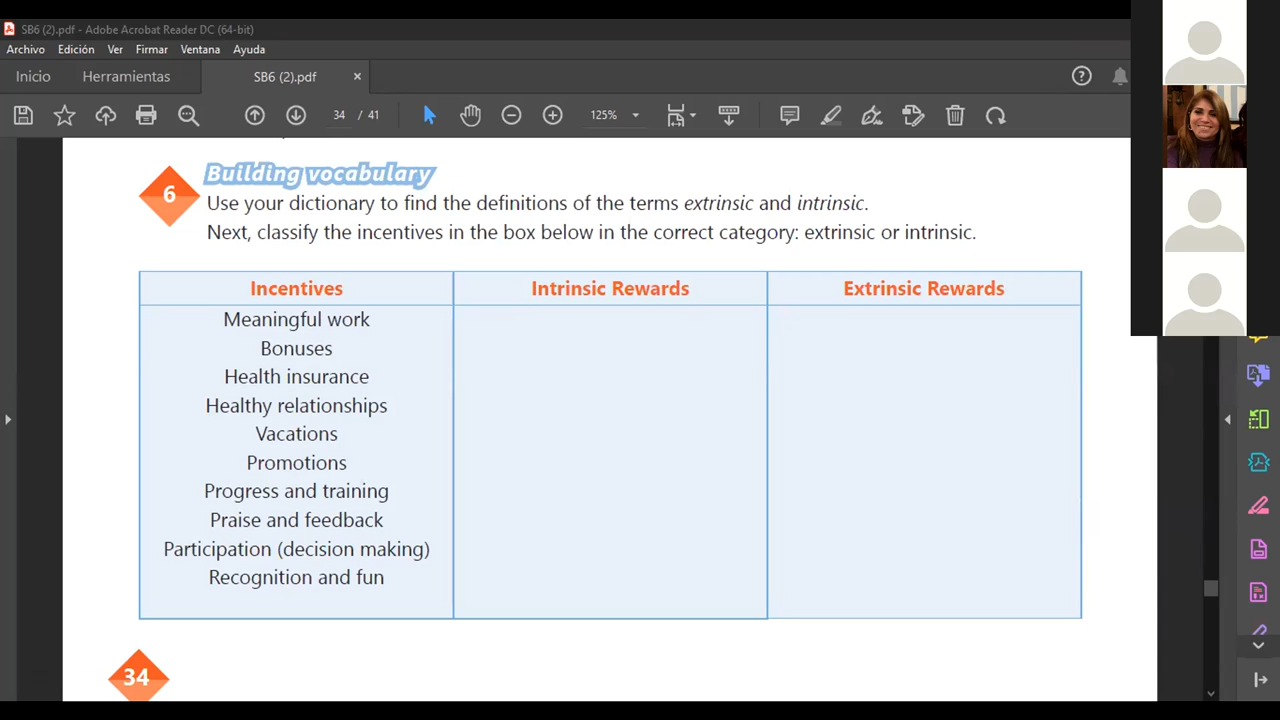 SB6 (2).pdf - Adobe Acrobat Reader DC (64-bit)
Archivo Edición Ver Firmar Ventana Ayuda
Inicio Herramientas SB6 (2).pdf ×
34 / 41 125%
6
Building vocabulary
Use your dictionary to find the definitions of the terms extrinsic and intrinsic.
Next, classify the incentives in the box below in the correct category: extrinsic or intrinsic.
Incentives Intrinsic Rewards Extrinsic Rewards
Meaningful work
Bonuses
Health insurance
Healthy relationships
Vacations
Promotions
Progress and training
Praise and feedback
Participation (decision making)
Recognition and fun
34